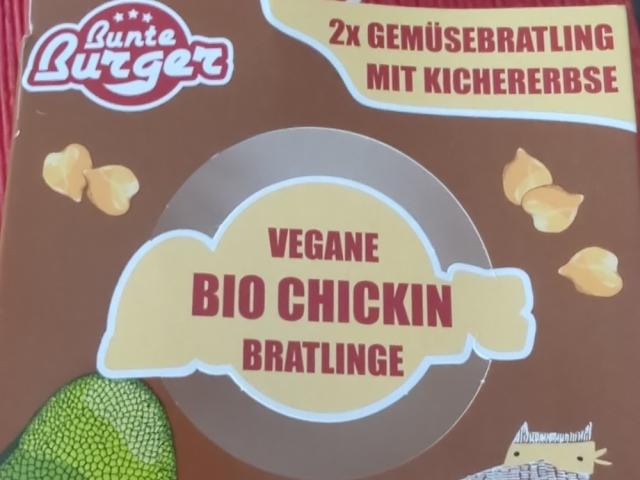 Bunte
Burger
2x GEMÜSEBRATLING
MIT KICHERERBSE
VEGANE
BIO CHICKIN
BRATLINGE